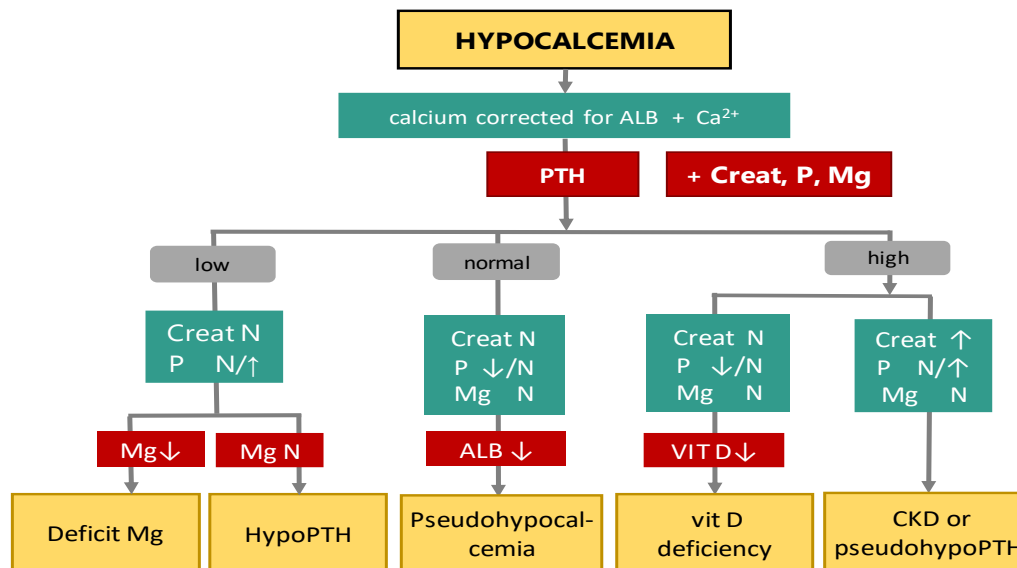 HYPOCALCEMIA
calcium corrected for ALB + Ca²⁺
PTH
+ Creat, P, Mg
low
normal
high
Creat N
P N/↑
Creat N
P ↓/N
Mg N
Creat N
P ↓/N
Mg N
Creat ↑
P N/↑
Mg N
Mg↓
Mg N
ALB ↓
VIT D↓
Deficit Mg
HypoPTH
Pseudohypocal-
cemia
vit D
deficiency
CKD or
pseudohypoPTH